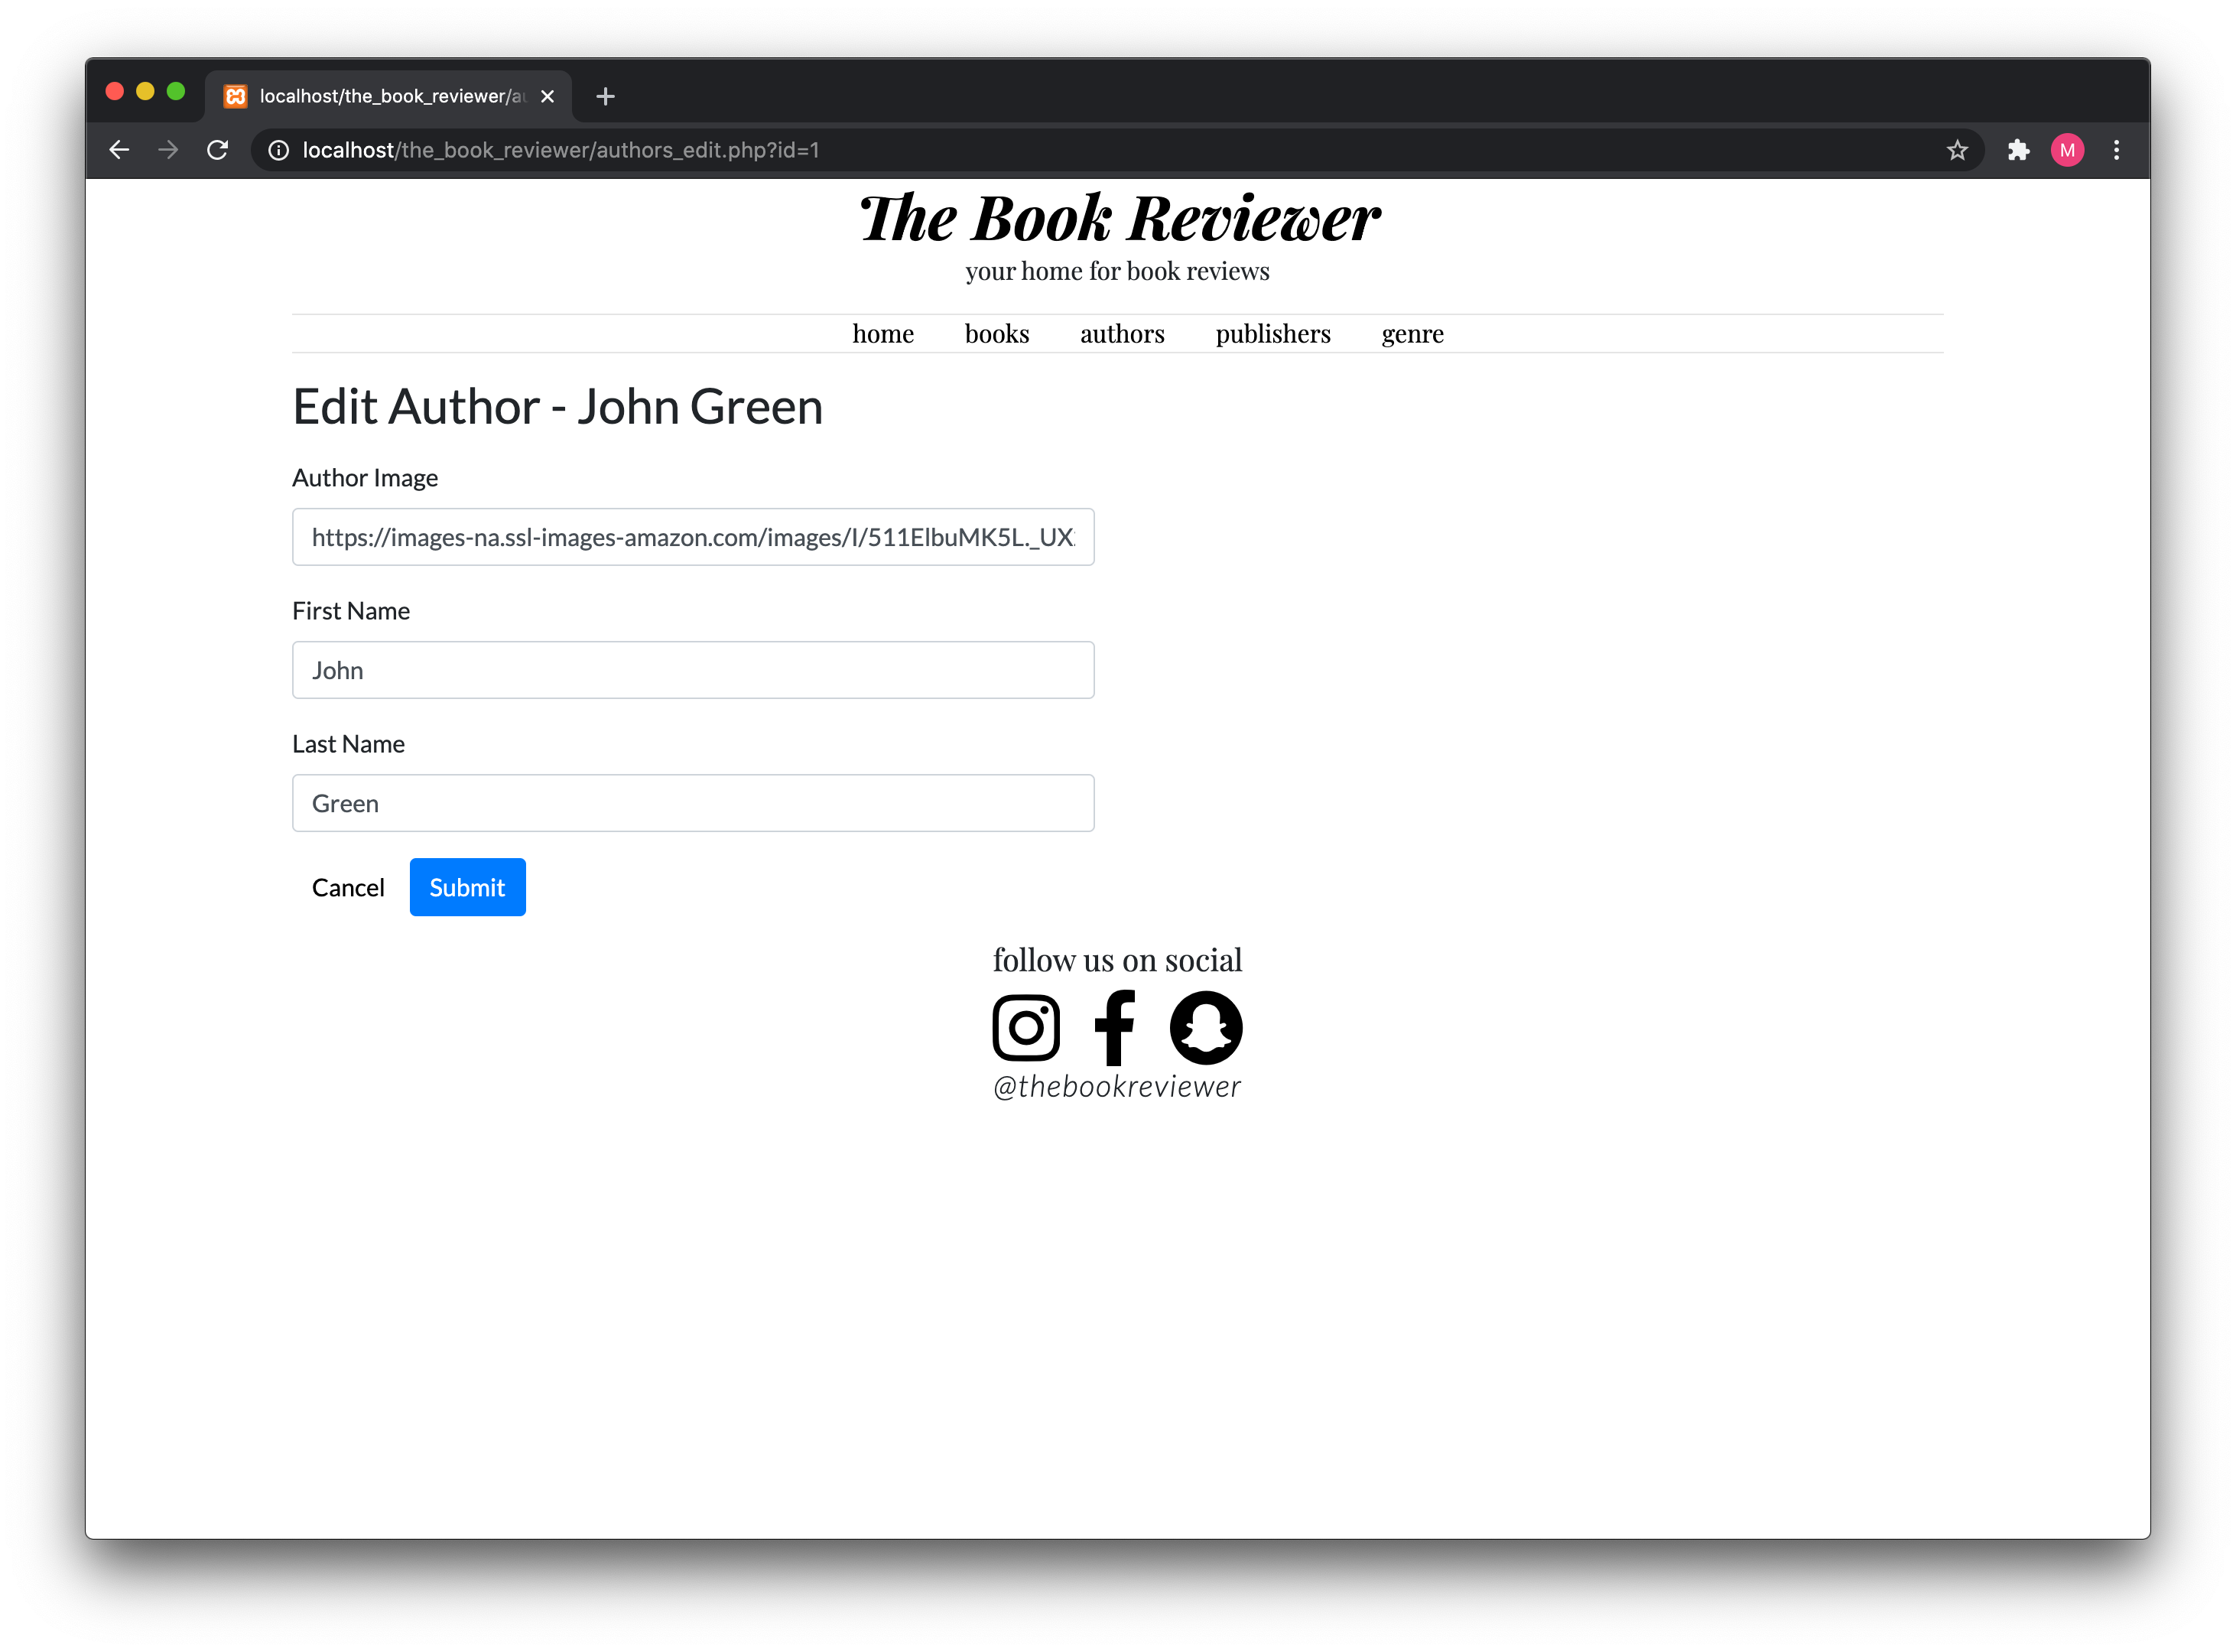 localhost/the_book_reviewer/au
localhost/the_book_reviewer/authors_edit.php?id=1
M
The Book Reviewer
your home for book reviews
home books authors publishers genre
Edit Author - John Green
Author Image
https://images-na.ssl-images-amazon.com/images/I/511ElbuMK5L._UX
First Name
John
Last Name
Green
Cancel Submit
follow us on social
@thebookreviewer